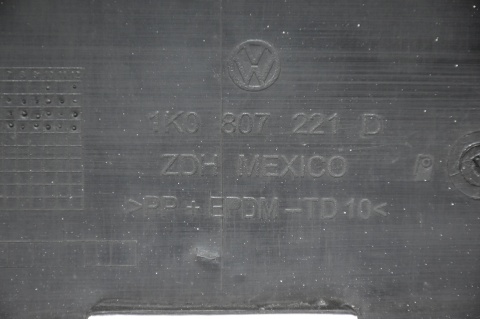 1K0 807 221 D
ZDH MEXICO
>PP + EPDM-TD10<